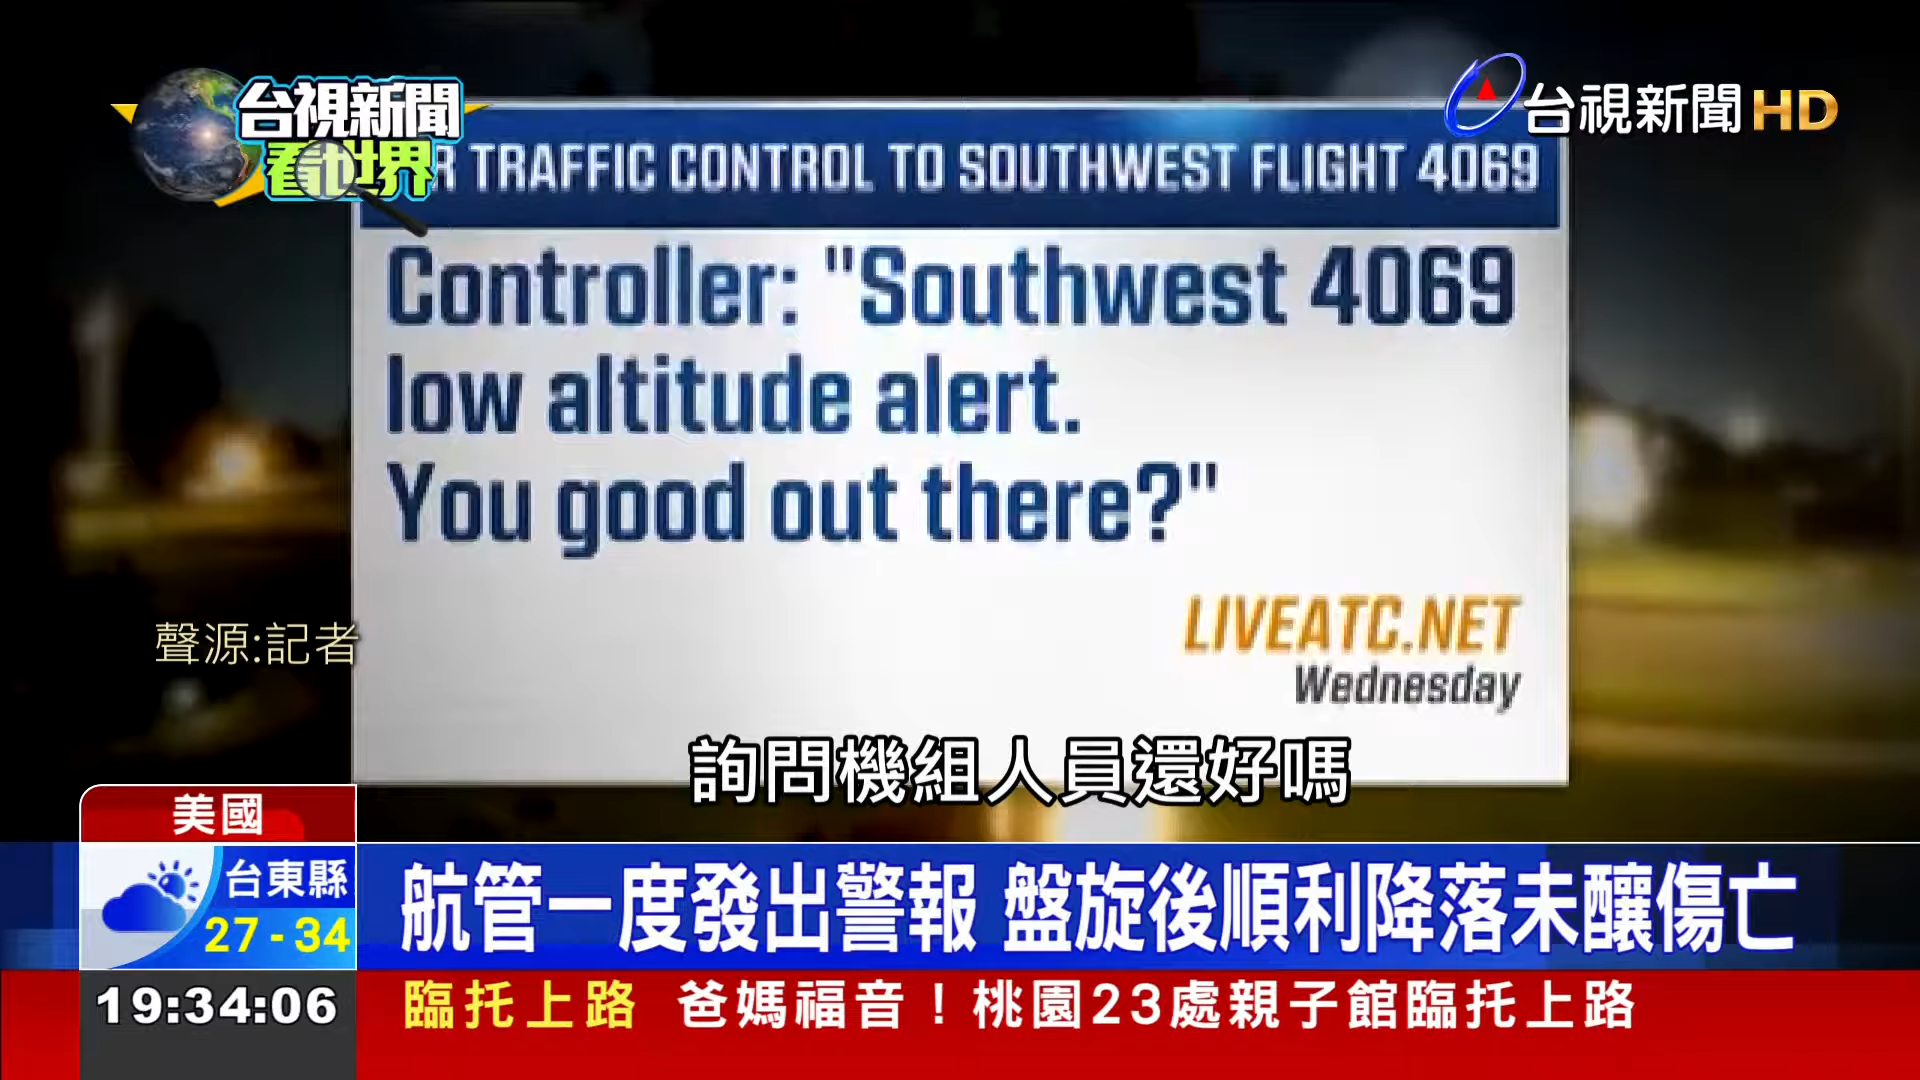 台視新聞
看世界
台視新聞HD
R TRAFFIC CONTROL TO SOUTHWEST FLIGHT 4069
Controller: "Southwest 4069
low altitude alert.
You good out there?"
LIVEATC.NET
Wednesday
聲源:記者
詢問機組人員還好嗎
美國
台東縣
27-34
航管一度發出警報 盤旋後順利降落未釀傷亡
19:34:06
臨托上路 爸媽福音！桃園23處親子館臨托上路